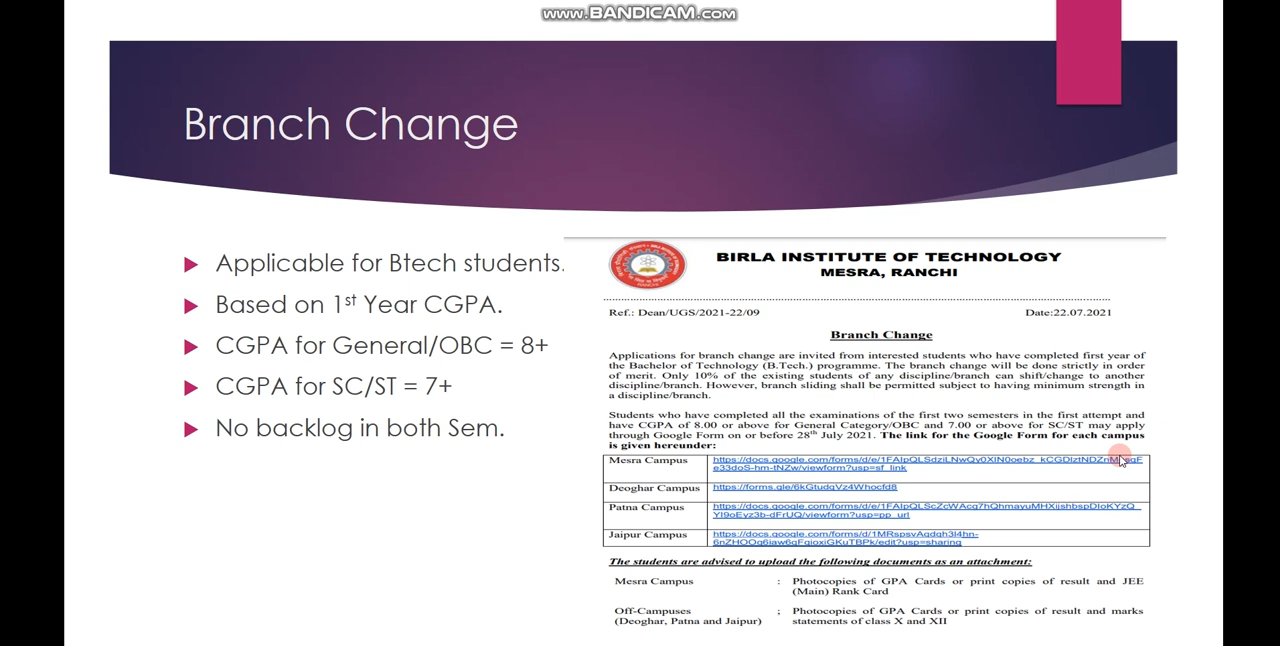 www.BANDICAM.com
Branch Change
Applicable for Btech students.
Based on 1st Year CGPA.
CGPA for General/OBC = 8+
CGPA for SC/ST = 7+
No backlog in both Sem.
BIRLA INSTITUTE OF TECHNOLOGY
MESRA, RANCHI
Ref.: Dean/UGS/2021-22/09 Date:22.07.2021
Branch Change
Applications for branch change are invited from interested students who have completed first year of
the Bachelor of Technology (B.Tech.) programme. The branch change will be done strictly in order
of merit. Only 10% of the existing students of any discipline/branch can shift/change to another
discipline/branch. However, branch sliding shall be permitted subject to having minimum strength in
a discipline/branch.
Students who have completed all the examinations of the first two semesters in the first attempt and
have CGPA of 8.00 or above for General Category/OBC and 7.00 or above for SC/ST may apply
through Google Form on or before 28th July 2021. The link for the Google Form for each campus
is given hereunder:
Mesra Campus
e33doS-hm-tNZw/viewform?usp=sf_link
Deoghar Campus https://forms.gle/6kGtudqVz4Whocfd8
Patna Campus
YI9oEyz3b-dFrUQ/viewform?usp=pp_url
Jaipur Campus
The students are advised to upload the following documents as an attachment:
Mesra Campus : Photocopies of GPA Cards or print copies of result and JEE
(Main) Rank Card
Off-Campuses ; Photocopies of GPA Cards or print copies of result and marks
(Deoghar, Patna and Jaipur) statements of class X and XII